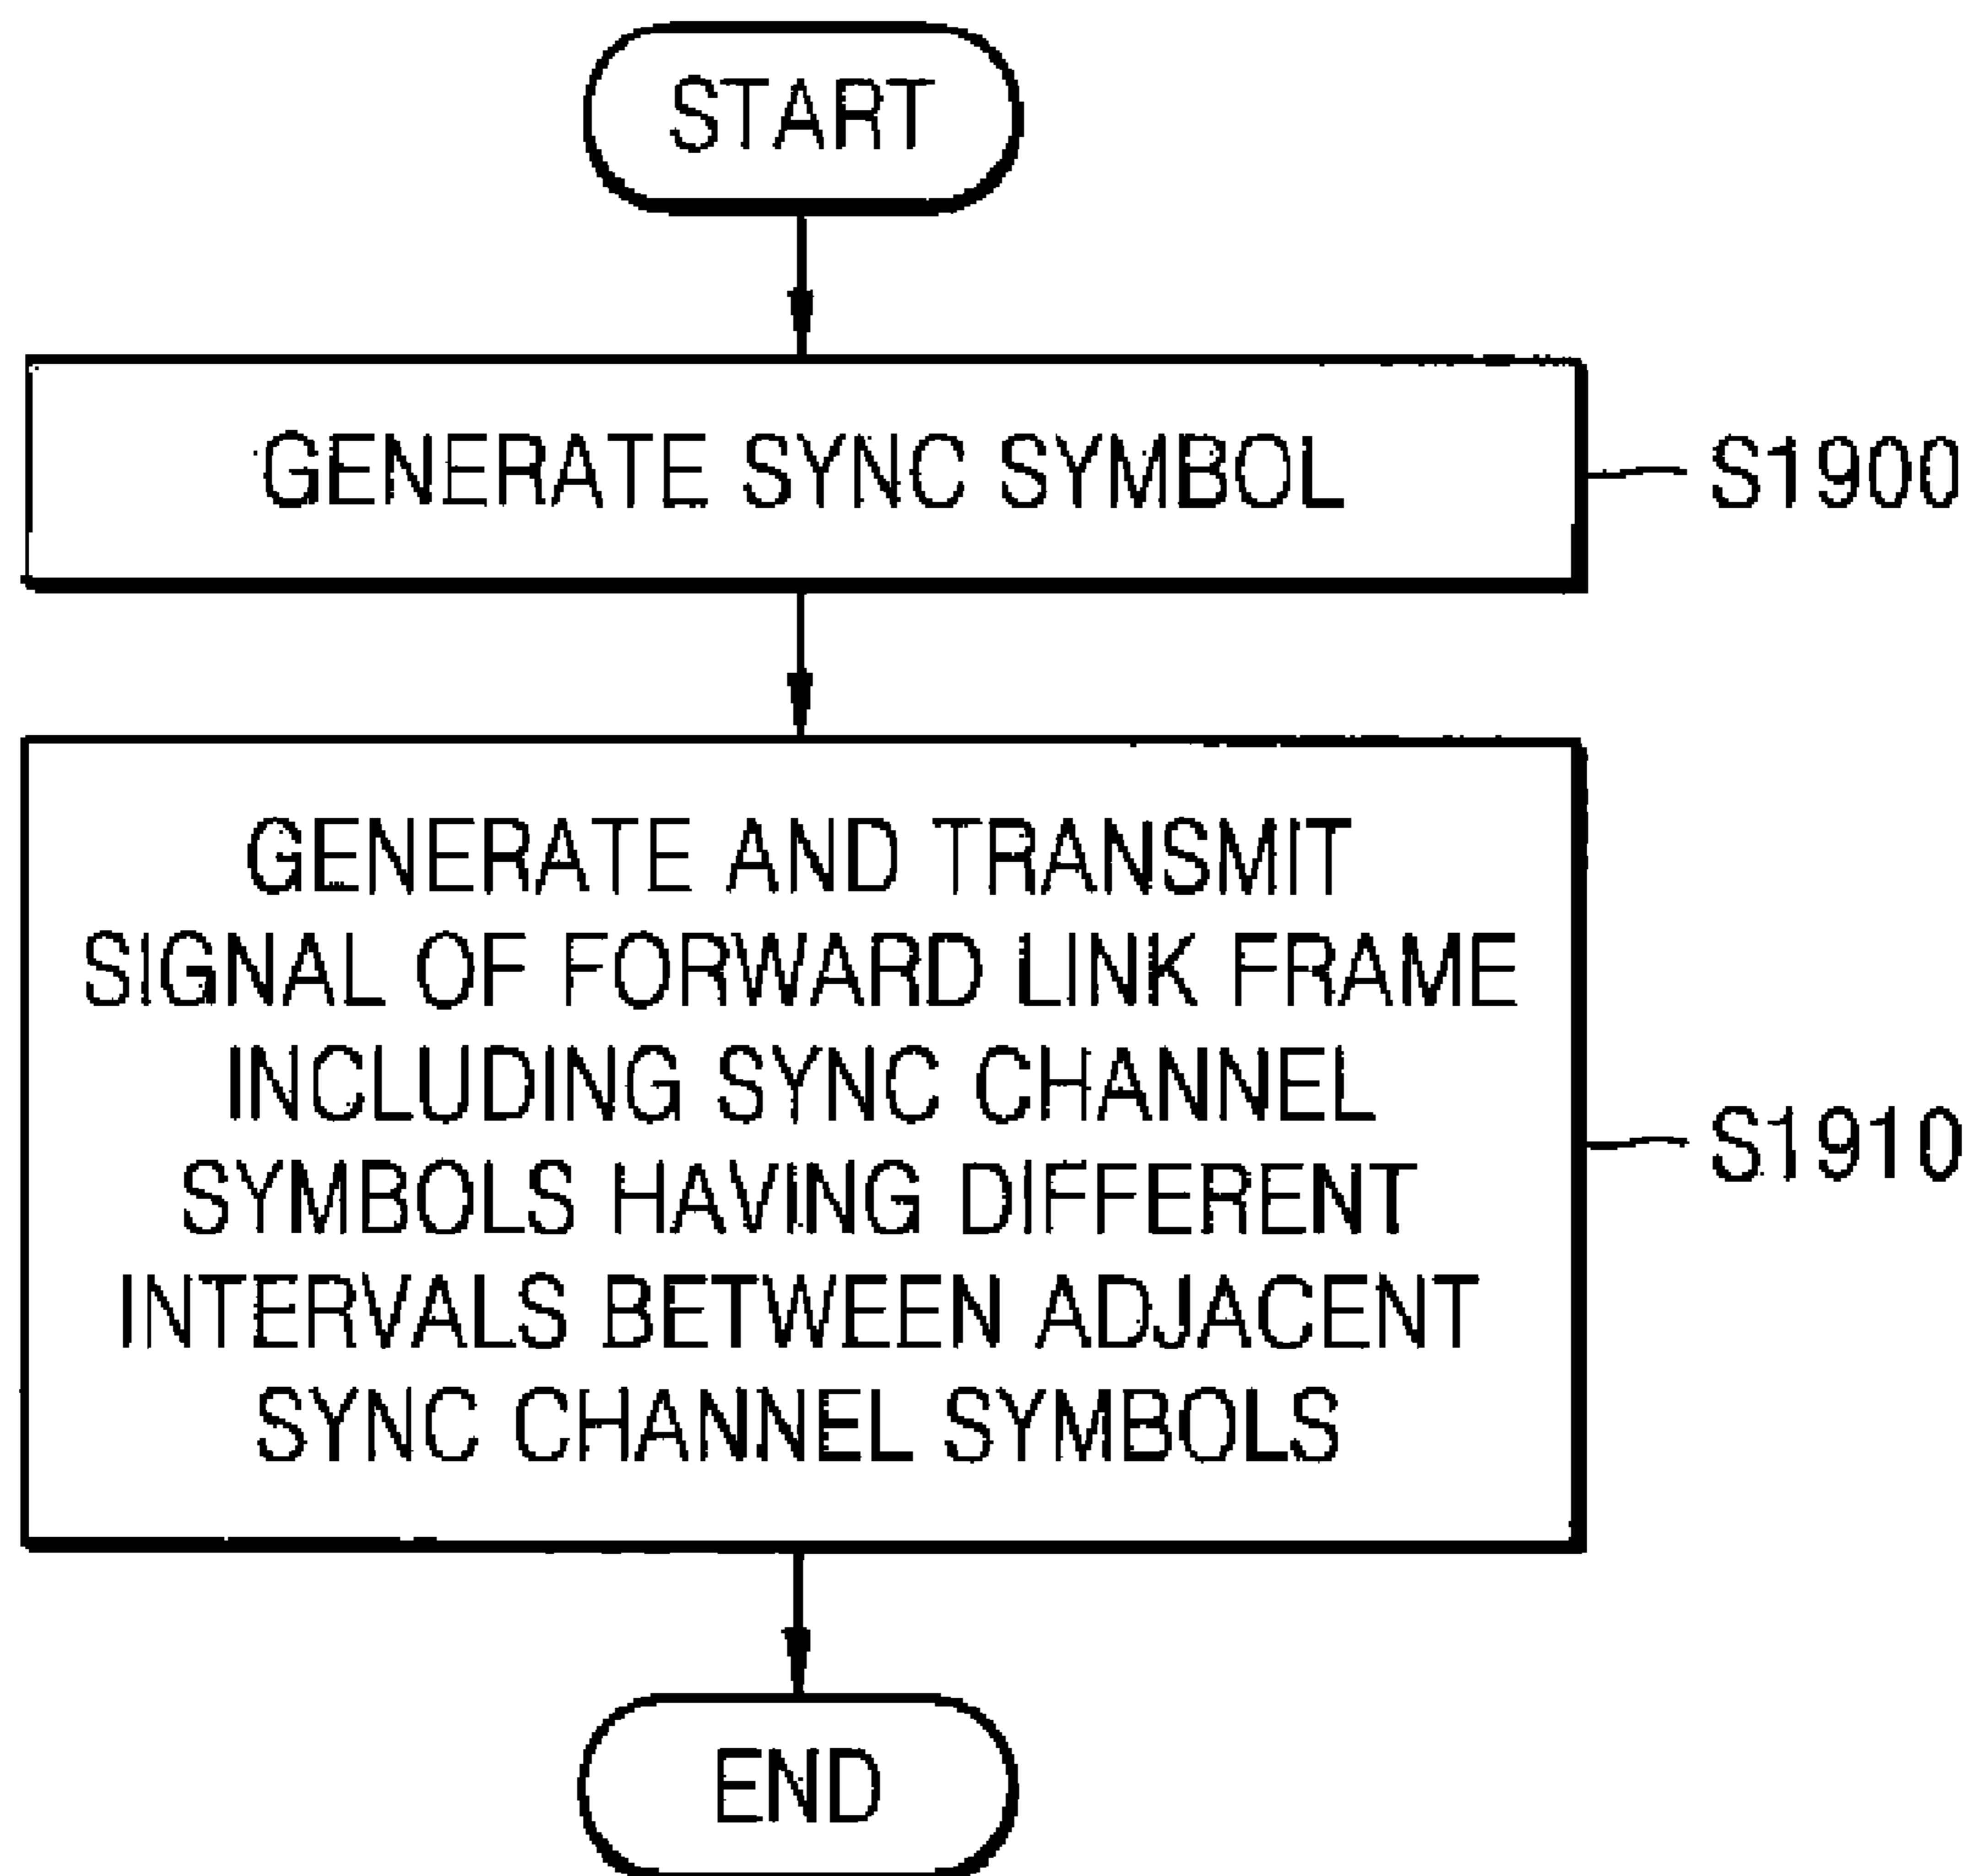 START
GENERATE SYNC SYMBOL
S1900
GENERATE AND TRANSMIT
SIGNAL OF FORWARD LINK FRAME
INCLUDING SYNC CHANNEL
SYMBOLS HAVING DIFFERENT
INTERVALS BETWEEN ADJACENT
SYNC CHANNEL SYMBOLS
S1910
END